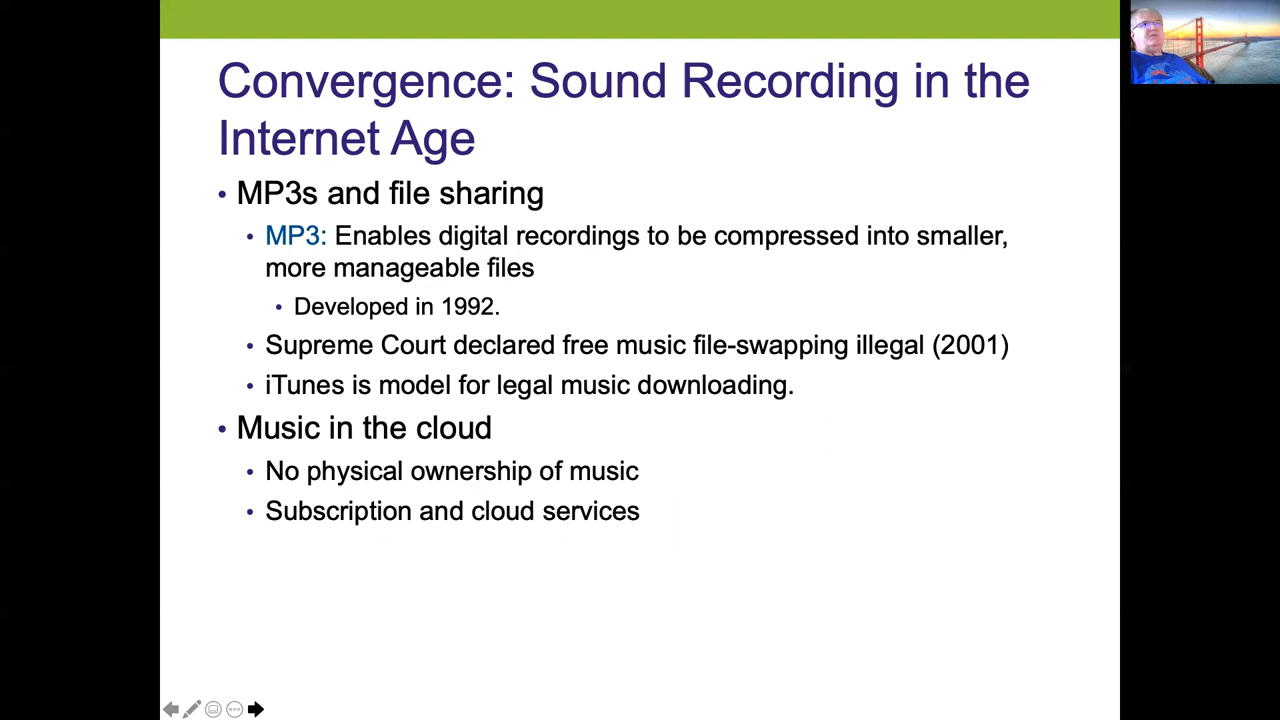 Convergence: Sound Recording in the
Internet Age
• MP3s and file sharing
• MP3: Enables digital recordings to be compressed into smaller,
more manageable files
• Developed in 1992.
• Supreme Court declared free music file-swapping illegal (2001)
• iTunes is model for legal music downloading.
• Music in the cloud
• No physical ownership of music
• Subscription and cloud services